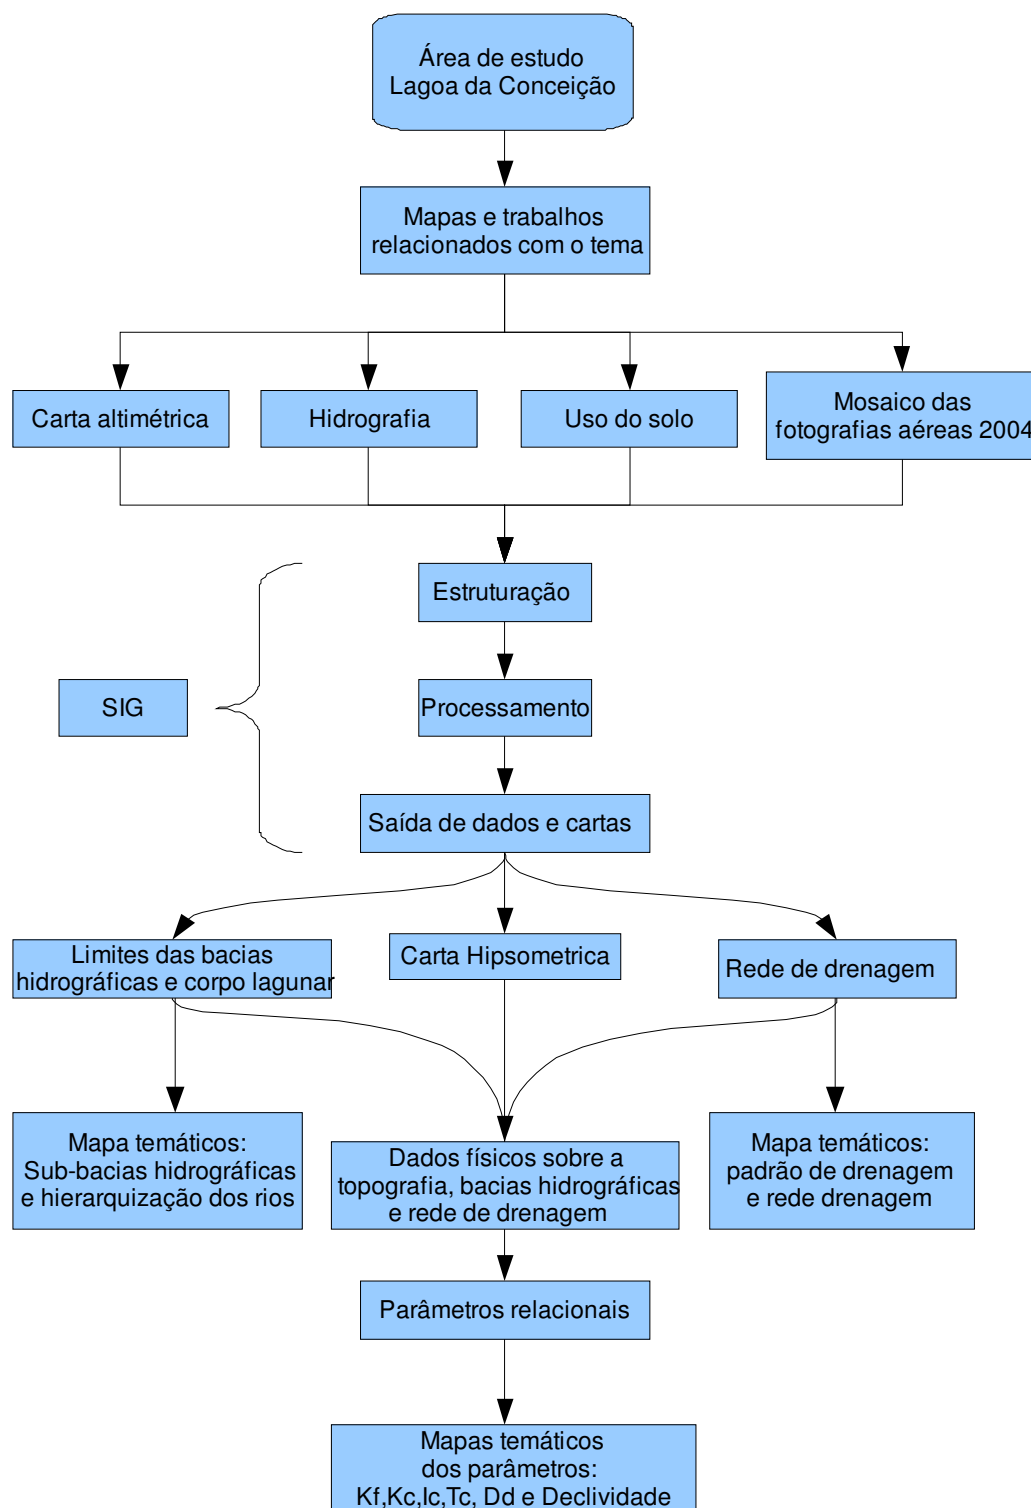 Área de estudo
Lagoa da Conceição
Mapas e trabalhos
relacionados com o tema
Carta altimétrica
Hidrografia
Uso do solo
Mosaico das
fotografias aéreas 2004
Estruturação
SIG
Processamento
Saída de dados e cartas
Limites das bacias
hidrográficas e corpo lagunar
Carta Hipsometrica
Rede de drenagem
Mapa temáticos:
Sub-bacias hidrográficas
e hierarquização dos rios
Dados físicos sobre a
topografia, bacias hidrográficas
e rede de drenagem
Mapa temáticos:
padrão de drenagem
e rede drenagem
Parâmetros relacionais
Mapas temáticos
dos parâmetros:
Kf,Kc,Ic,Tc, Dd e Declividade